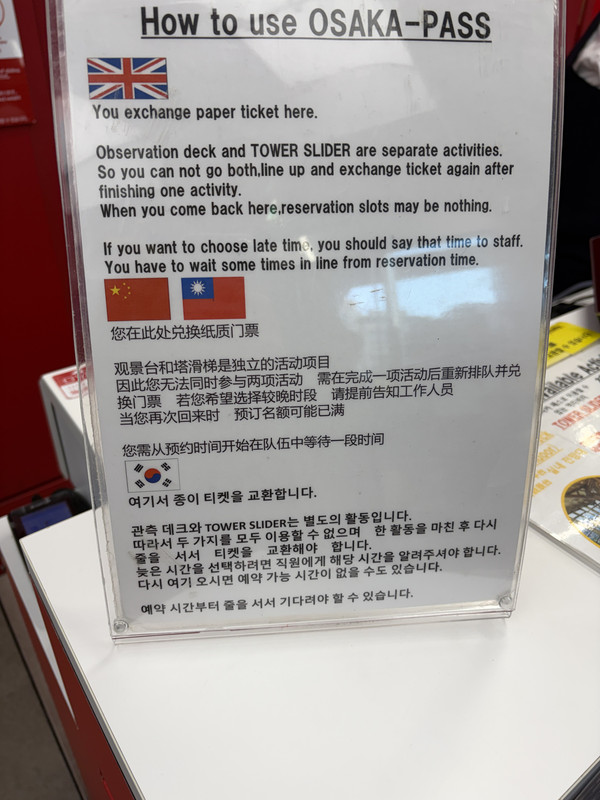 How to use OSAKA-PASS
You exchange paper ticket here.
Observation deck and TOWER SLIDER are separate activities.
So you can not go both,line up and exchange ticket again after
finishing one activity.
When you come back here,reservation slots may be nothing.
If you want to choose late time, you should say that time to staff.
You have to wait some times in line from reservation time.
您在此处兑换纸质门票
观景台和塔滑梯是独立的活动项目
因此您无法同时参与两项活动 需在完成一项活动后重新排队并兑
换门票 若您希望选择较晚时段 请提前告知工作人员
当您再次回来时 预订名额可能已满
您需从预约时间开始在队伍中等待一段时间
여기서 종이 티켓을 교환합니다.
관측 데크와 TOWER SLIDER는 별도의 활동입니다.
따라서 두 가지를 모두 이용할 수 없으며 한 활동을 마친 후 다시
줄을 서서 티켓을 교환해야 합니다.
늦은 시간을 선택하려면 직원에게 해당 시간을 알려주셔야 합니다.
다시 여기 오시면 예약 가능 시간이 없을 수도 있습니다.
예약 시간부터 줄을 서서 기다려야 할 수 있습니다.